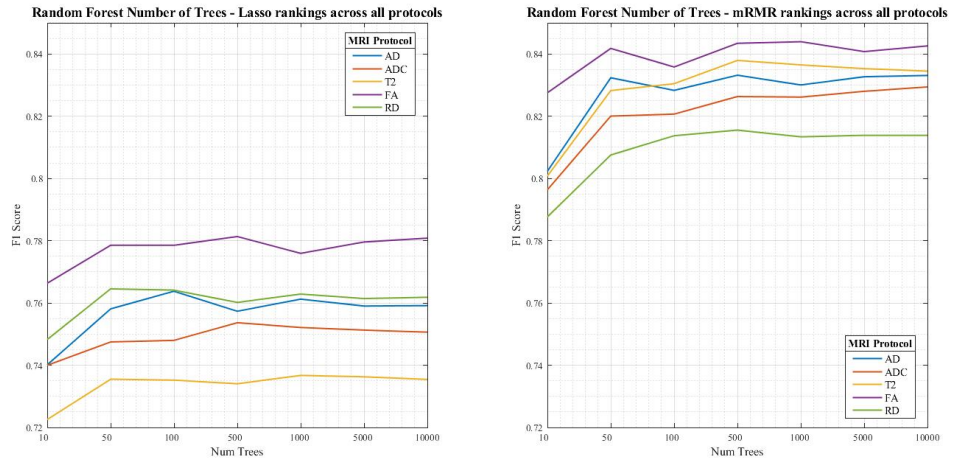 Random Forest Number of Trees - Lasso rankings across all protocols
MRI Protocol
AD
ADC
T2
FA
RD
F1 Score
0.84
0.82
0.8
0.78
0.76
0.74
0.72
10 50 100 500 1000 5000 10000
Num Trees
Random Forest Number of Trees - mRMR rankings across all protocols
F1 Score
0.84
0.82
0.8
0.78
0.76
0.74
0.72
MRI Protocol
AD
ADC
T2
FA
RD
10 50 100 500 1000 5000 10000
Num Trees